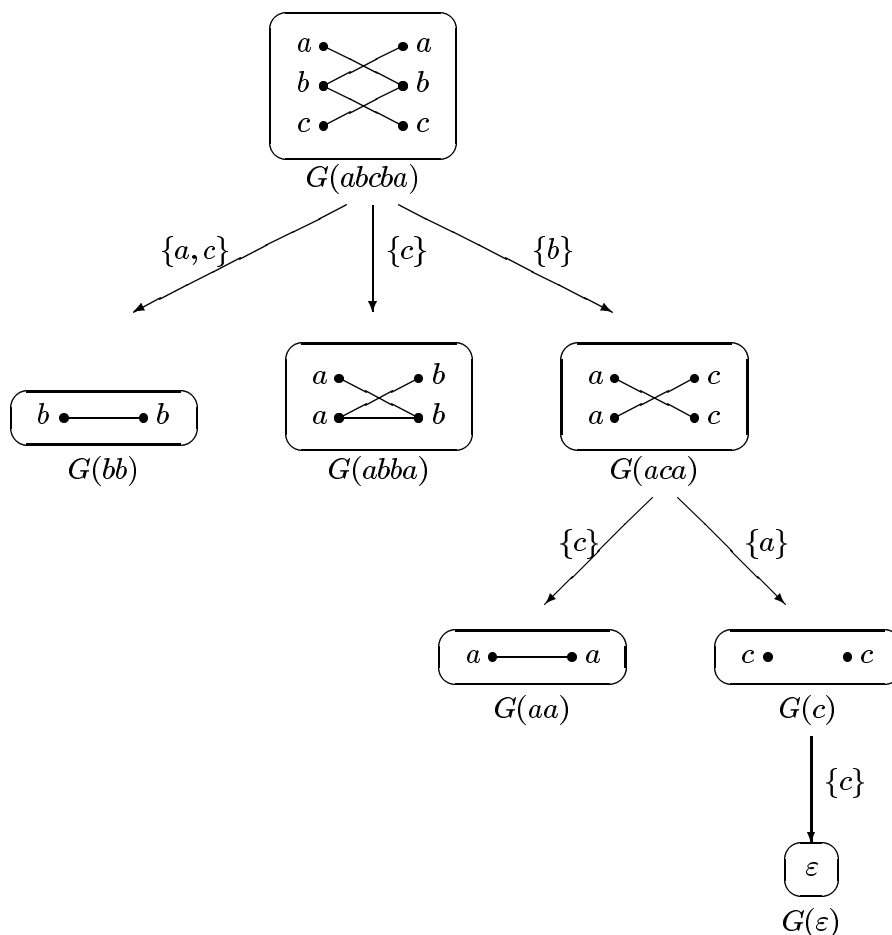 a a
b b
c c
G(abcba)
{a, c} {c} {b}
a b c
b b a b a c
G(bb) G(abba) G(aca)
{c} {a}
a a c c
G(aa) G(c)
{c}
ε
G(ε)